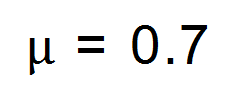 μ = 0.7